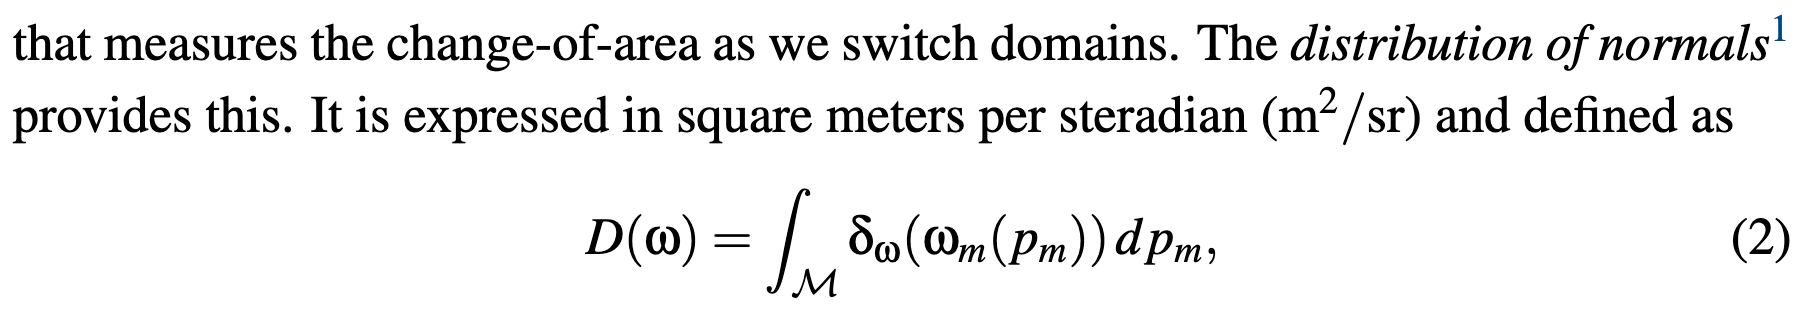 that measures the change-of-area as we switch domains. The distribution of normals¹
provides this. It is expressed in square meters per steradian (m²/sr) and defined as
D(ω) = ∫_ℳ δ_ω(ω_m(p_m)) dp_m, (2)